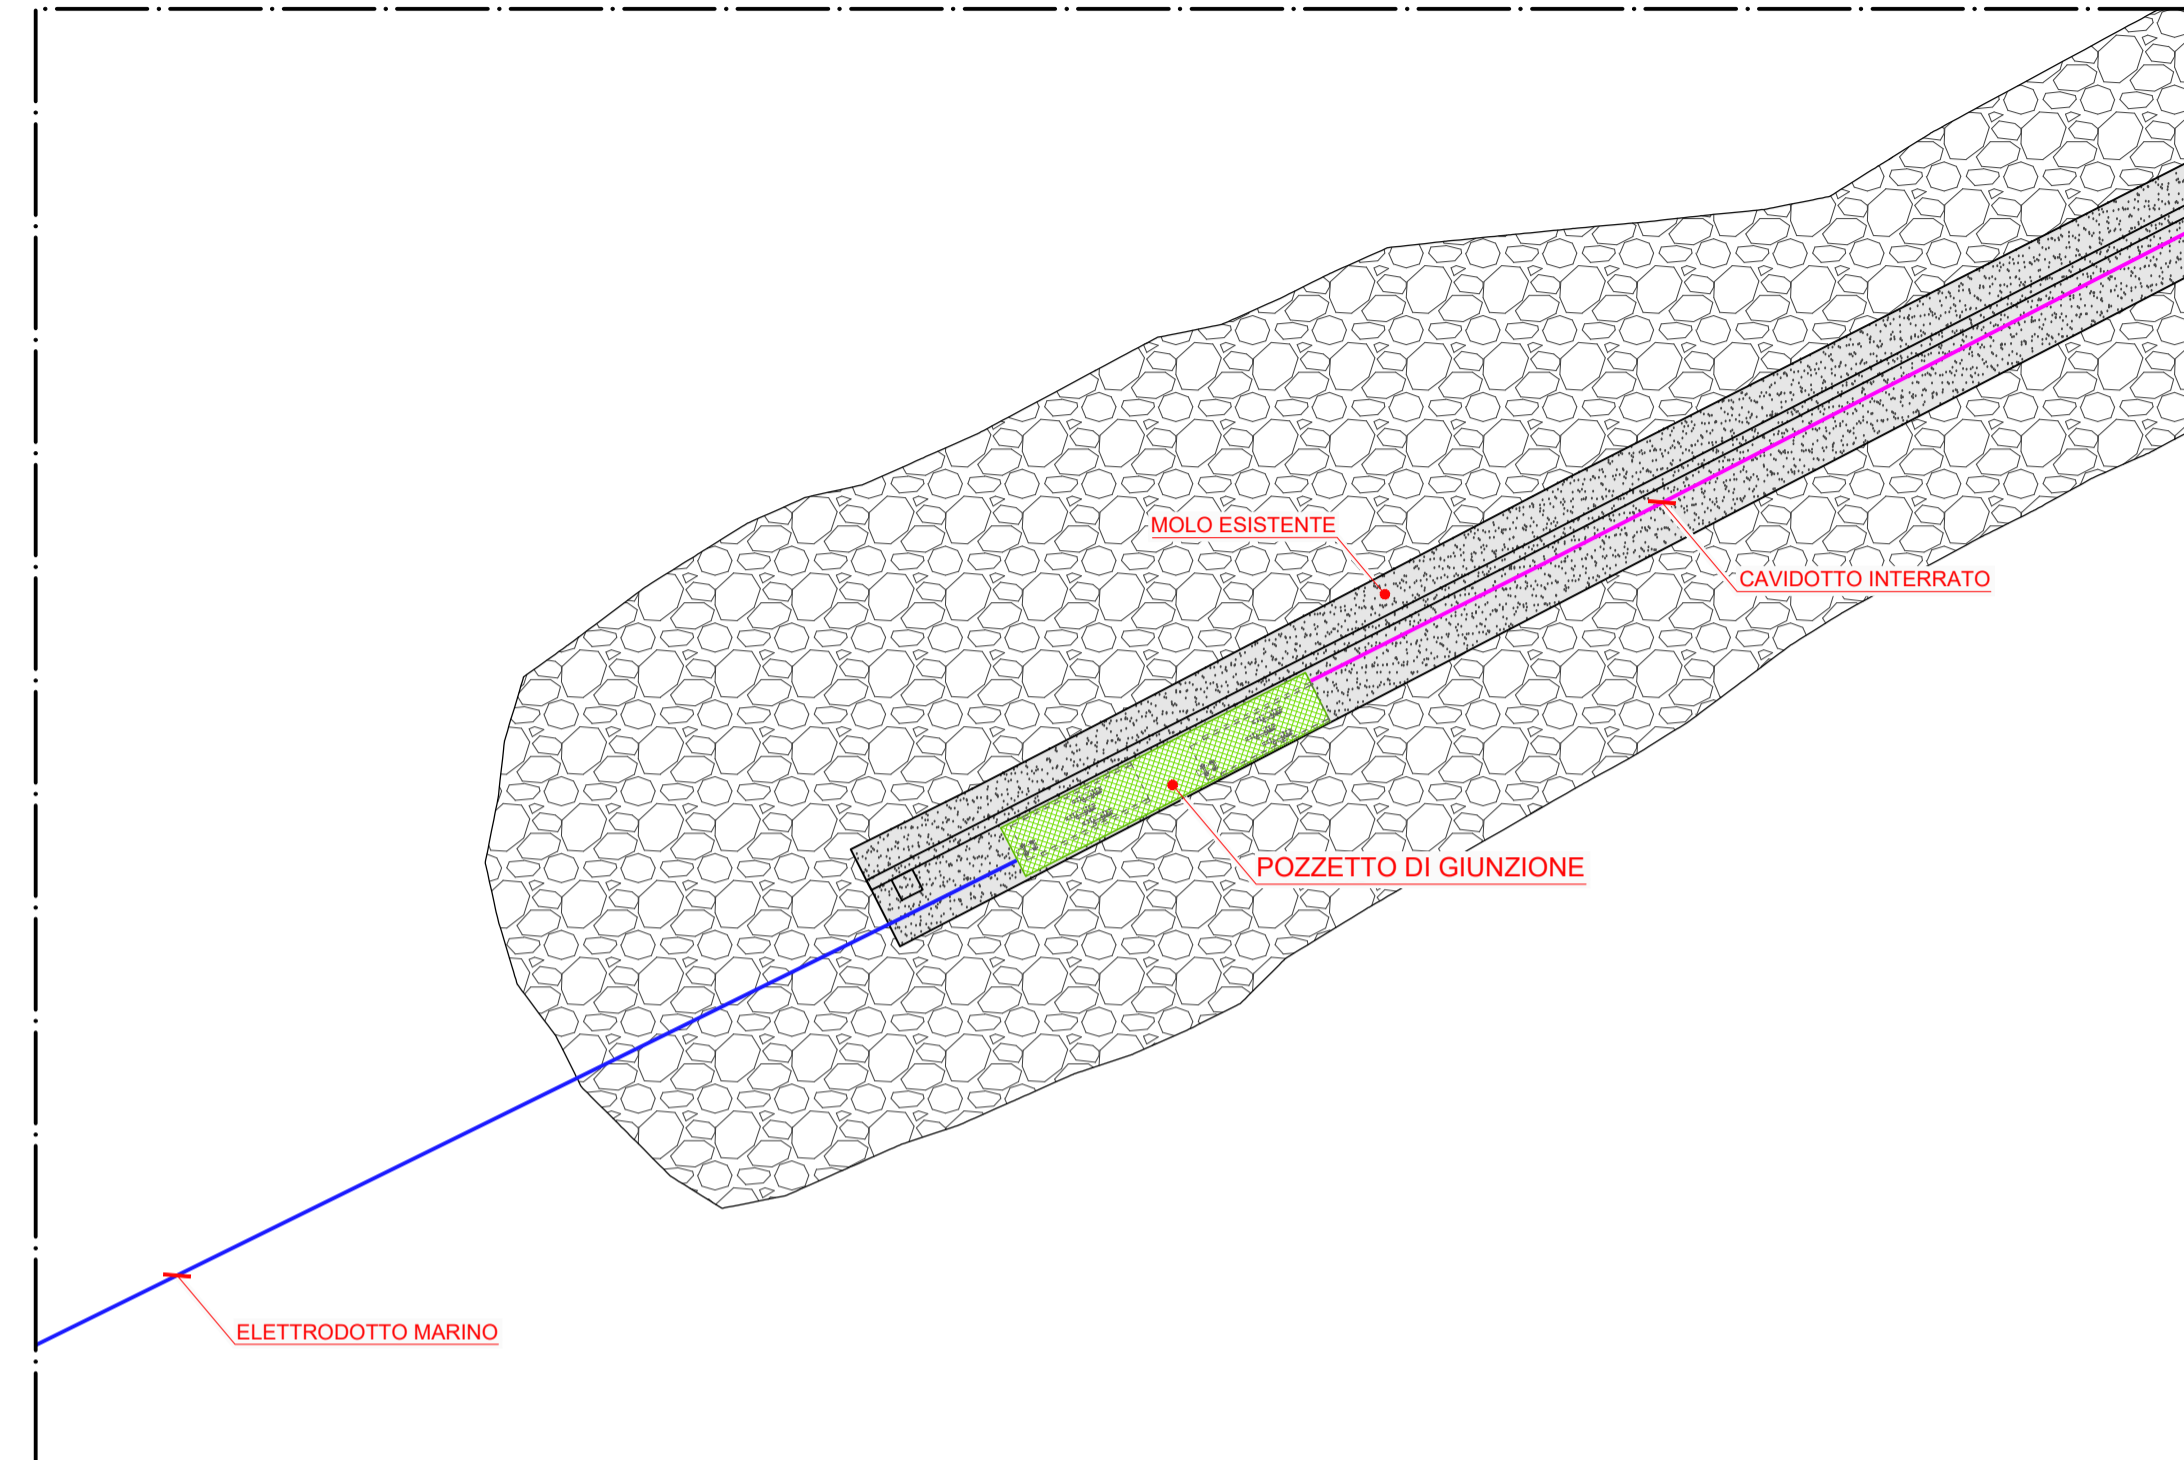 MOLO ESISTENTE
CAVIDOTTO INTERRATO
POZZETTO DI GIUNZIONE
ELETTRODOTTO MARINO